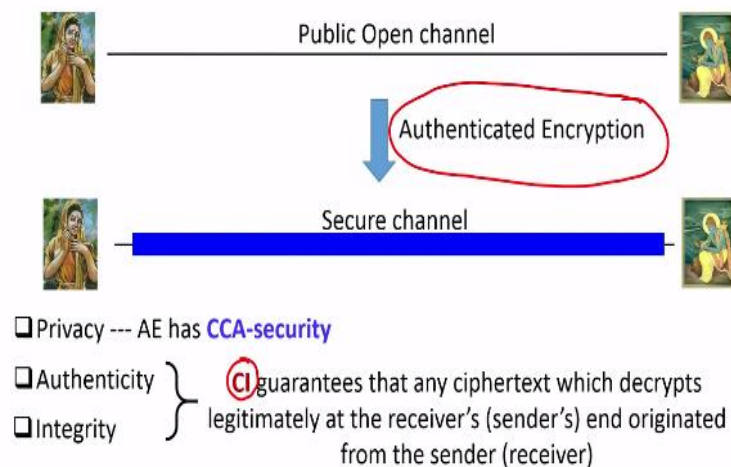 Public Open channel
Authenticated Encryption
Secure channel
Privacy --- AE has CCA-security
Authenticity
CI guarantees that any ciphertext which decrypts
legitimately at the receiver's (sender's) end originated
Integrity
from the sender (receiver)